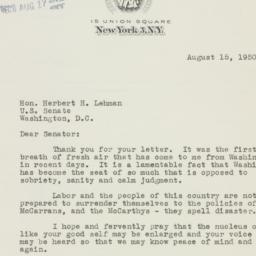 AUG 17
15 UNION SQUARE
New York 3, N.Y.
August 15, 1950
Hon. Herbert H. Lehman
U.S. Senate
Washington, D.C.
Dear Senator:
Thank you for your letter. It was the first
breath of fresh air that has come to me from Washin
in recent days. It is a lamentable fact that Washi
has become the seat of so much that is opposed to
sobriety, sanity and calm judgment.
Labor and the people of this country are not
prepared to surrender themselves to the policies of
McCarrans, and the McCarthys - they spell disaster.
I hope and fervently pray that the nucleus o
like your good self may be enlarged and your voice
may be heard so that we may know peace of mind and
again.